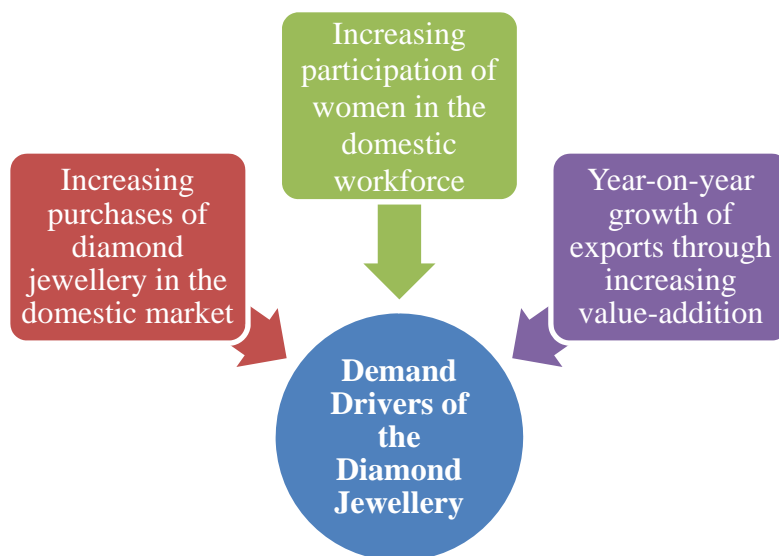 Increasing
participation of
women in the
domestic
workforce
Increasing
purchases of
diamond
jewellery in the
domestic market
Year-on-year
growth of
exports through
increasing
value-addition
Demand
Drivers of
the
Diamond
Jewellery